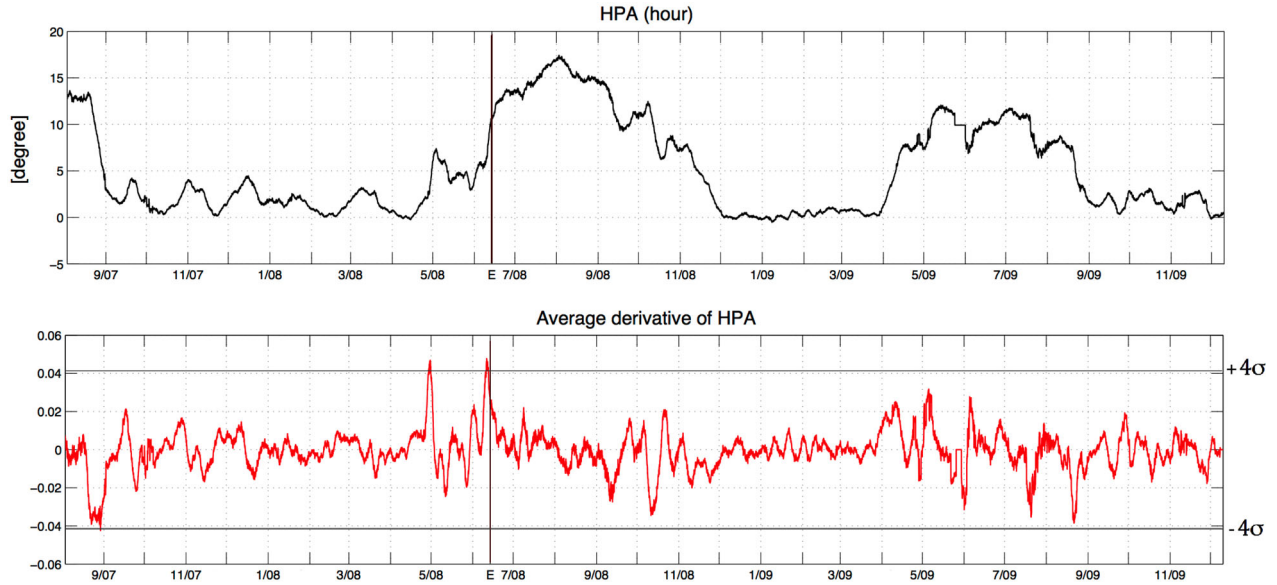 HPA (hour)
20
15
10
5
0
−5
[degree]
9/07 11/07 1/08 3/08 5/08 E 7/08 9/08 11/08 1/09 3/09 5/09 7/09 9/09 11/09
Average derivative of HPA
0.06
0.04
0.02
0
−0.02
−0.04
−0.06
+4σ
-4σ
9/07 11/07 1/08 3/08 5/08 E 7/08 9/08 11/08 1/09 3/09 5/09 7/09 9/09 11/09